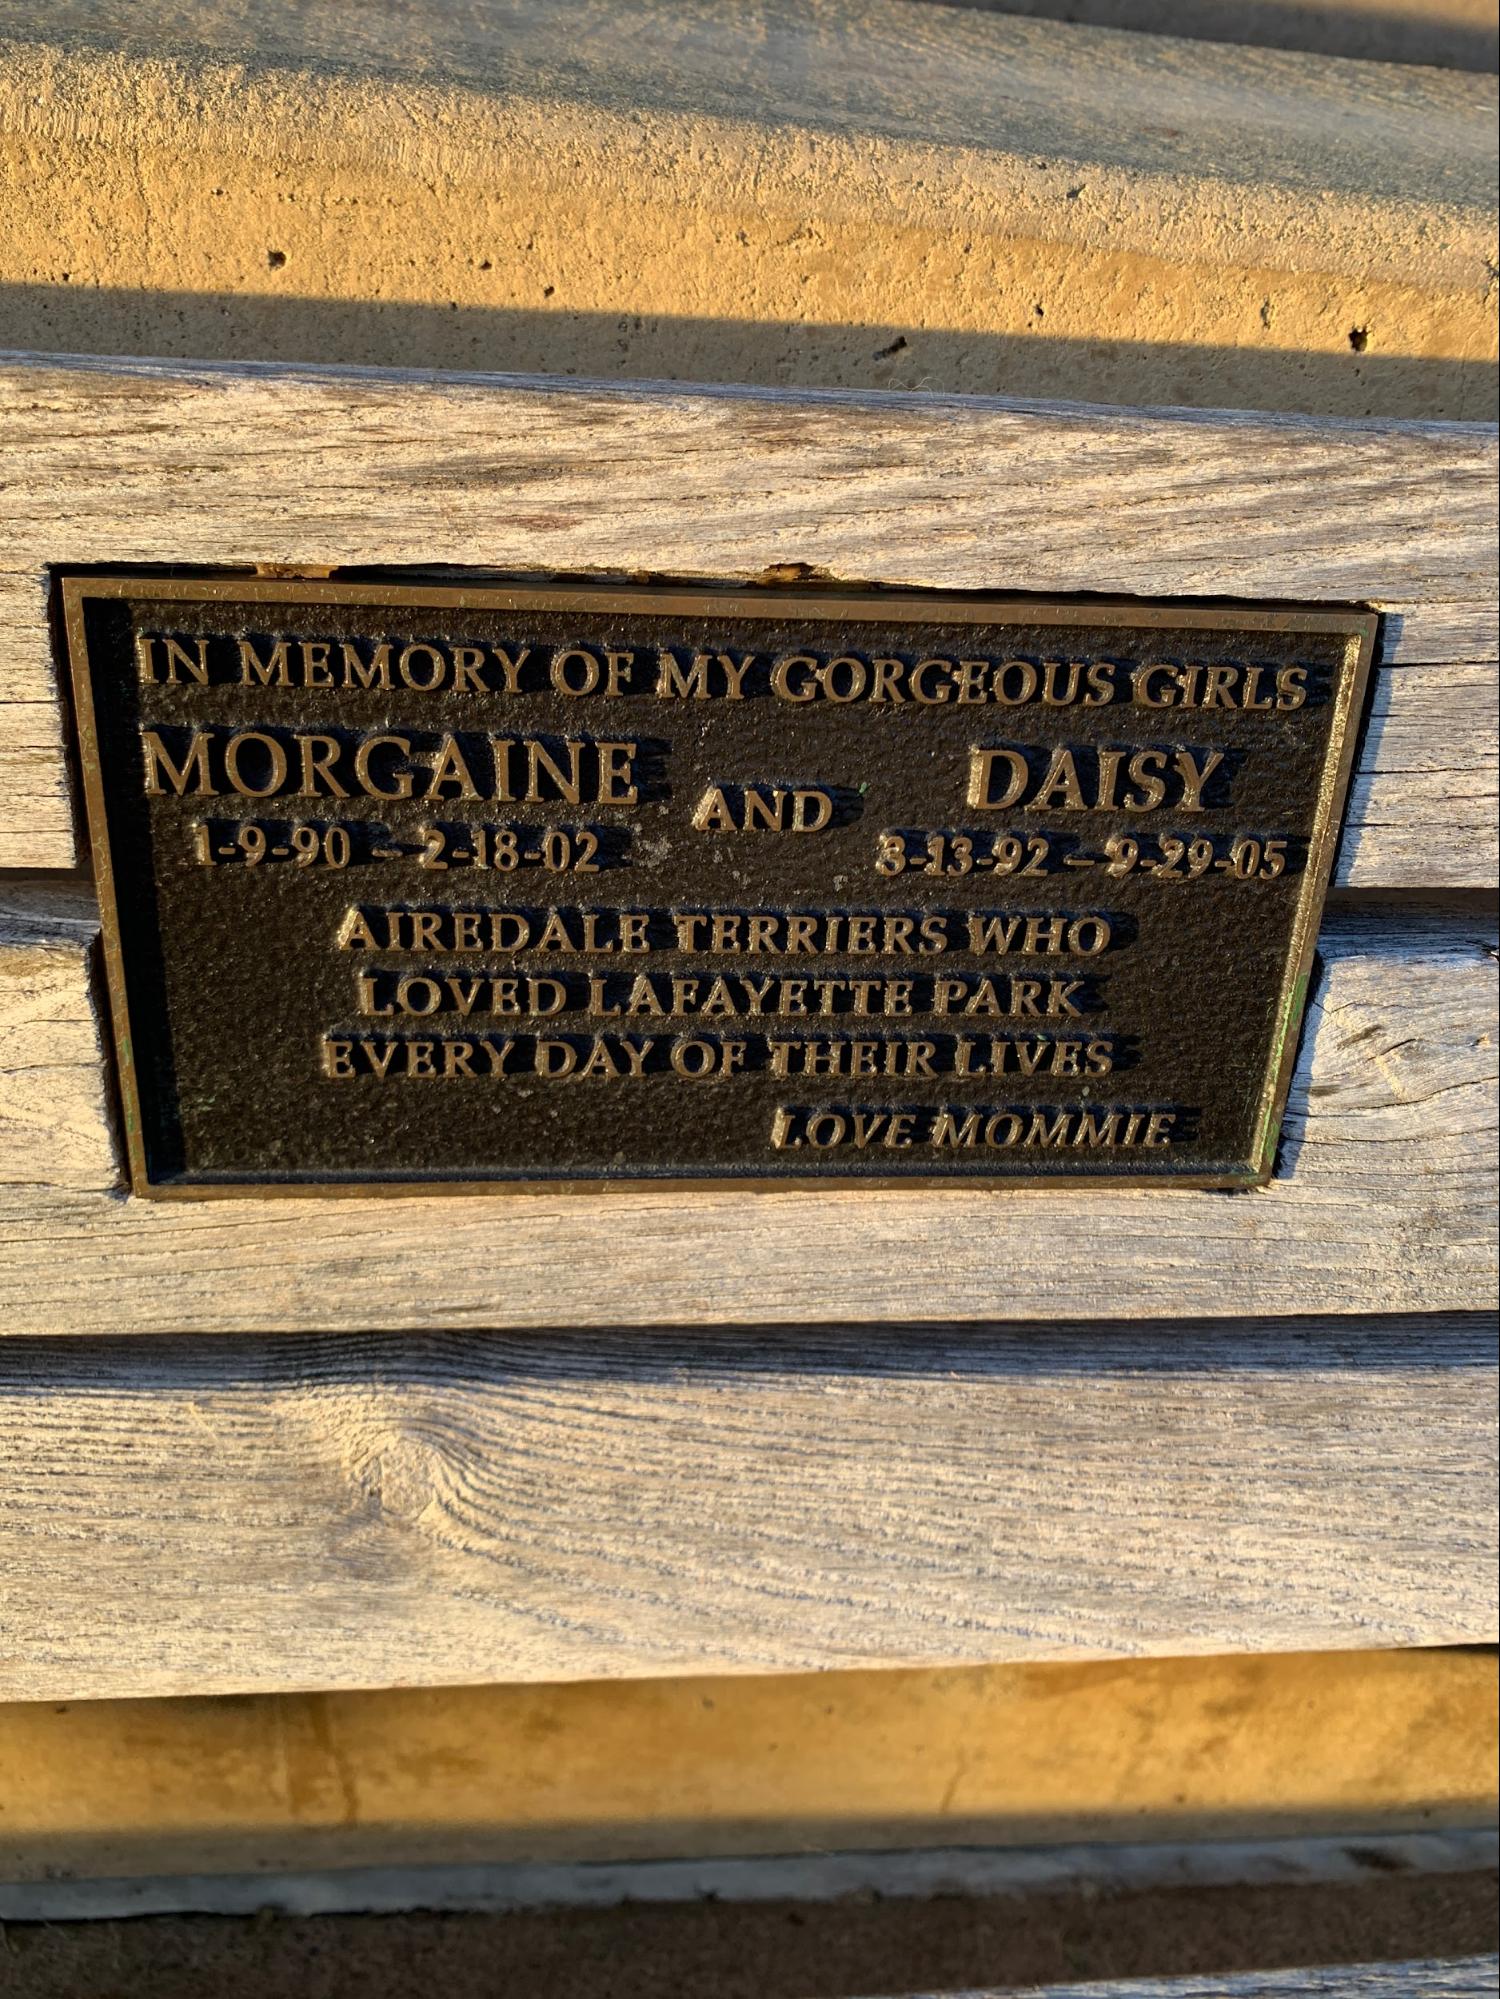 IN MEMORY OF MY GORGEOUS GIRLS
MORGAINE AND DAISY
1-9-90 – 2-18-02 3-13-92 – 9-29-05
AIREDALE TERRIERS WHO
LOVED LAFAYETTE PARK
EVERY DAY OF THEIR LIVES
LOVE MOMMIE